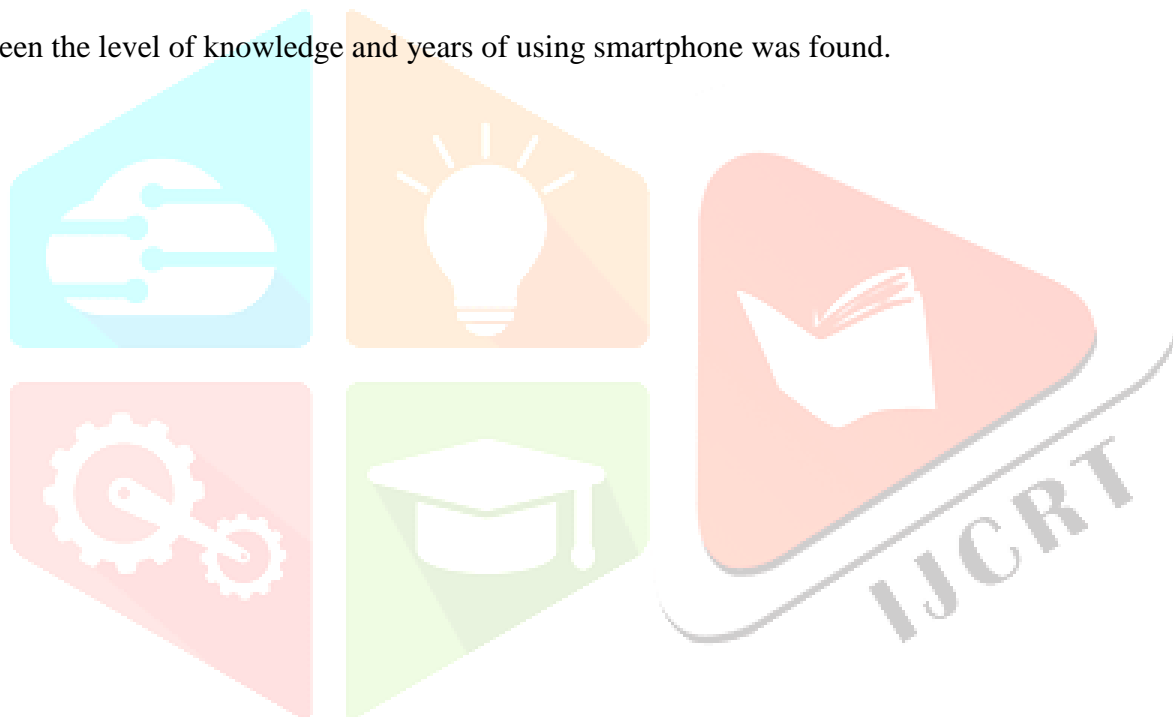 een the level of knowledge and years of using smartphone was found.
IJCRT